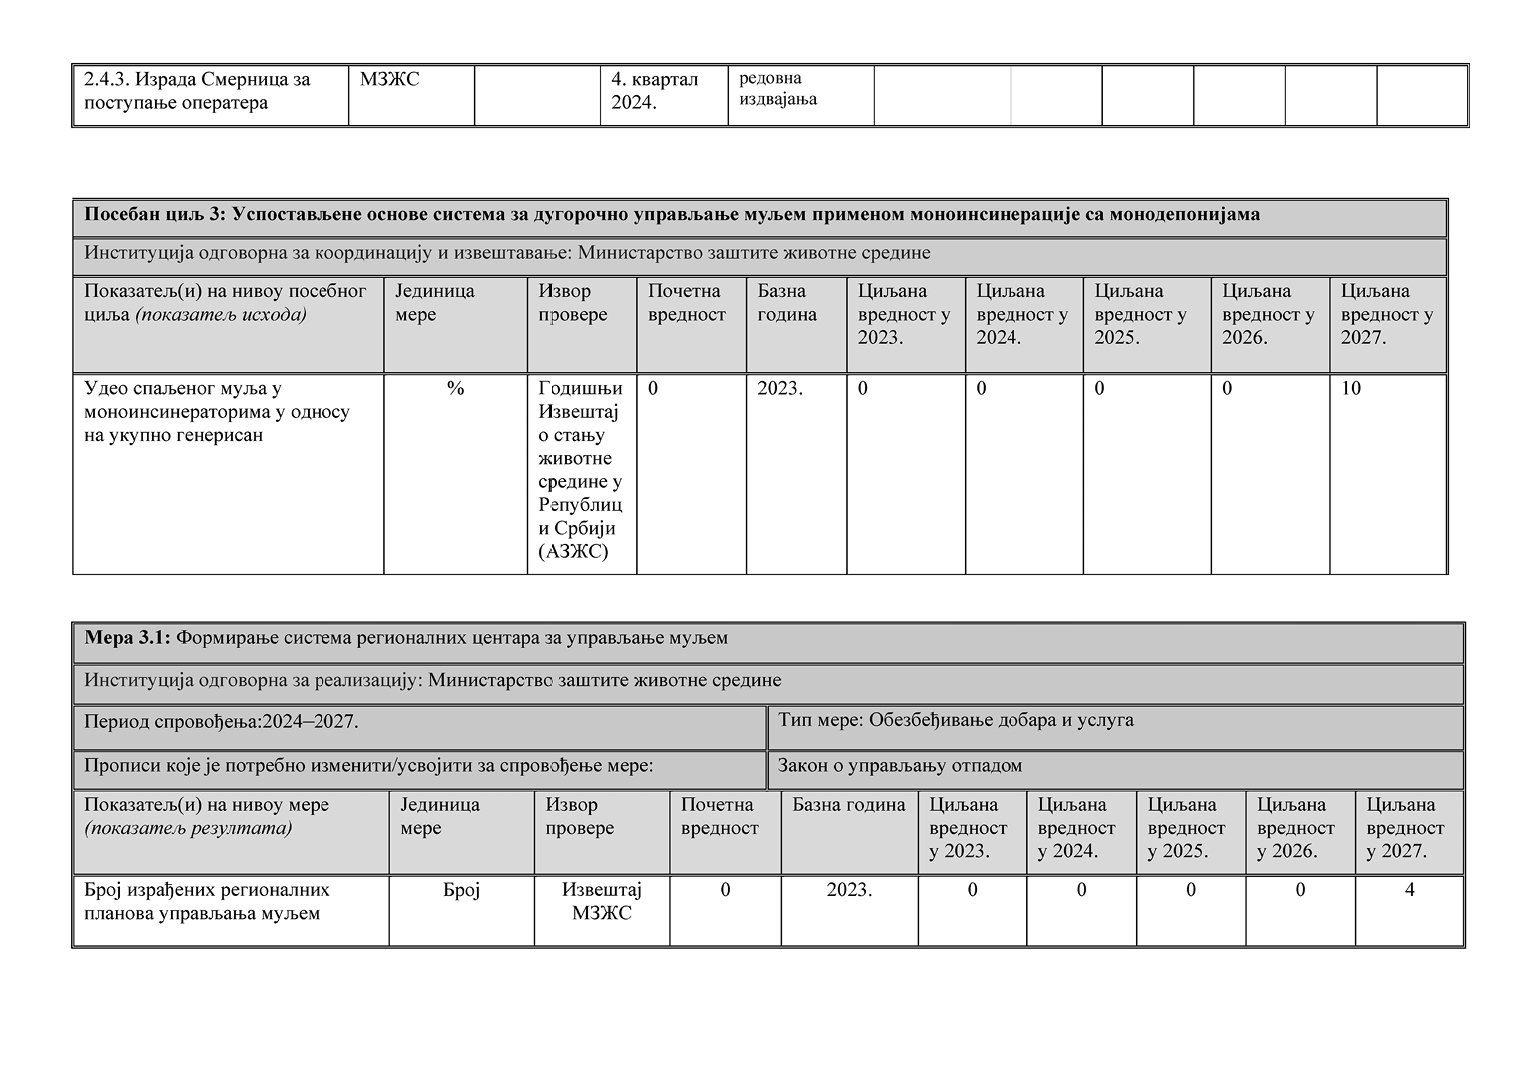 2.4.3. Израда Смерница за
поступање оператера
МЗЖС
4. квартал
2024.
редовна
издвајања
Посебан циљ 3: Успостављене основе система за дугорочно управљање муљем применом моноинсинерације са монодепонијама
Институција одговорна за координацију и извештавање: Министарство заштите животне средине
Показатељ(и) на нивоу посебног
циља (показатељ исхода)
Јединица
мере
Извор
провере
Почетна
вредност
Базна
година
Циљана
вредност у
2023.
Циљана
вредност у
2024.
Циљана
вредност у
2025.
Циљана
вредност у
2026.
Циљана
вредност у
2027.
Удео спаљеног муља у
моноинсинераторима у односу
на укупно генерисан
%
Годишњи
Извештај
о стању
животне
средине у
Републиц
и Србији
(АЗЖС)
0
2023.
0
0
0
0
10
Мера 3.1: Формирање система регионалних центара за управљање муљем
Институција одговорна за реализацију: Министарство заштите животне средине
Период спровођења:2024–2027.
Тип мере: Обезбеђивање добара и услуга
Прописи које је потребно изменити/усвојити за спровођење мере:
Закон о управљању отпадом
Показатељ(и) на нивоу мере
(показатељ резултата)
Јединица
мере
Извор
провере
Почетна
вредност
Базна година
Циљана
вредност
у 2023.
Циљана
вредност
у 2024.
Циљана
вредност
у 2025.
Циљана
вредност
у 2026.
Циљана
вредност
у 2027.
Број израђених регионалних
планова управљања муљем
Број
Извештај
МЗЖС
0
2023.
0
0
0
0
4